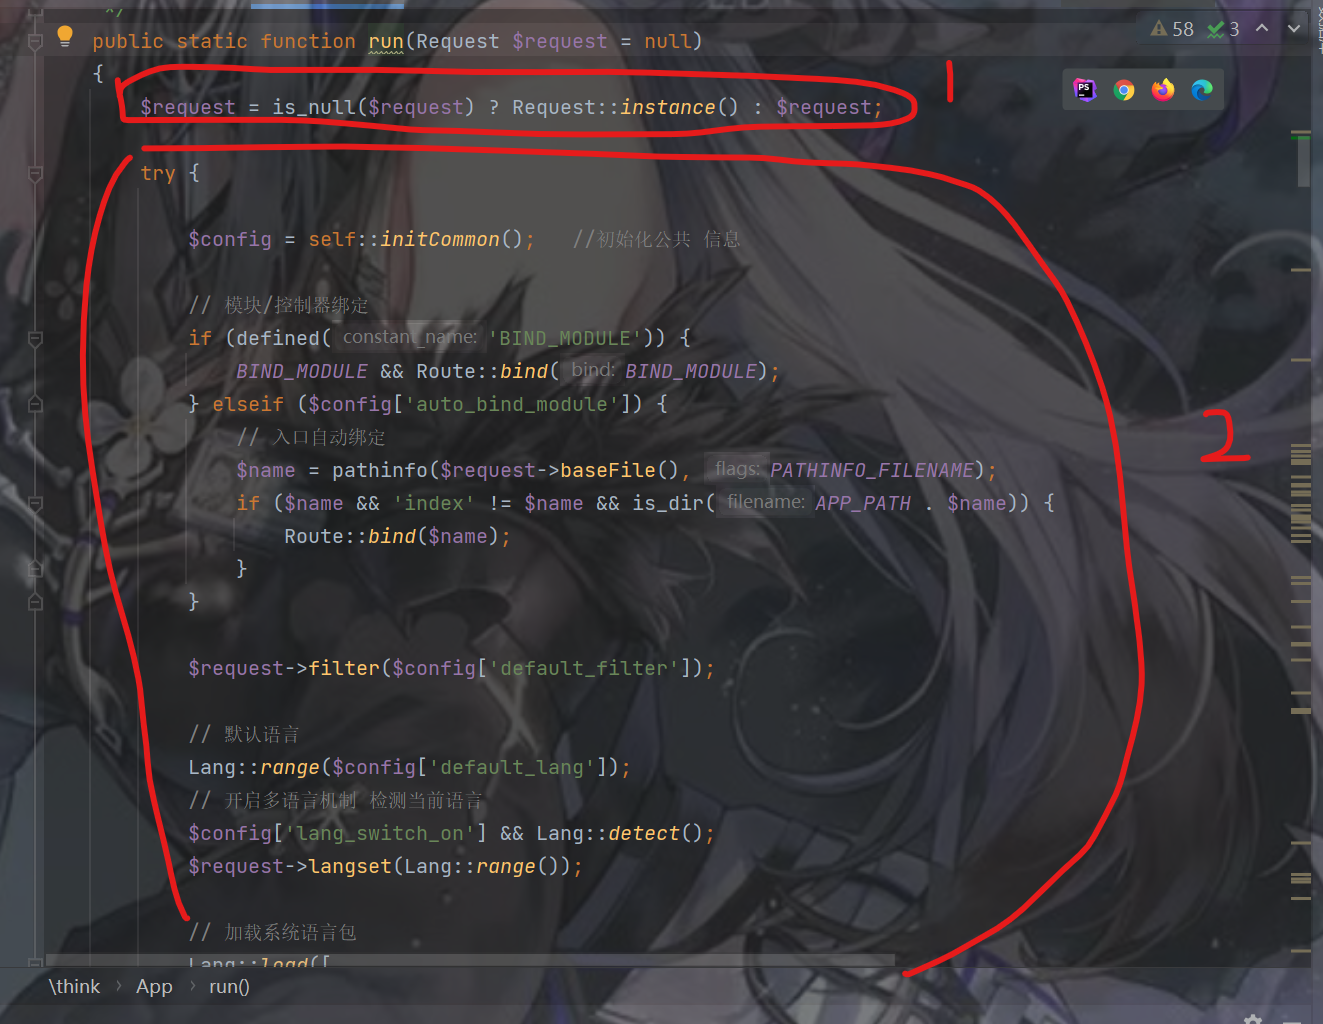 */
public static function run(Request $request = null)
58 3
{
1
$request = is_null($request) ? Request::instance() : $request;
PS
try {
$config = self::initCommon(); //初始化公共 信息
// 模块/控制器绑定
if (defined( constant_name: 'BIND_MODULE')) {
BIND_MODULE && Route::bind( bind: BIND_MODULE);
} elseif ($config['auto_bind_module']) {
2
// 入口自动绑定
$name = pathinfo($request->baseFile(), flags: PATHINFO_FILENAME);
if ($name && 'index' != $name && is_dir( filename: APP_PATH . $name)) {
Route::bind($name);
}
}
$request->filter($config['default_filter']);
// 默认语言
Lang::range($config['default_lang']);
// 开启多语言机制 检测当前语言
$config['lang_switch_on'] && Lang::detect();
$request->langset(Lang::range());
// 加载系统语言包
Lang::load([
\think › App › run()